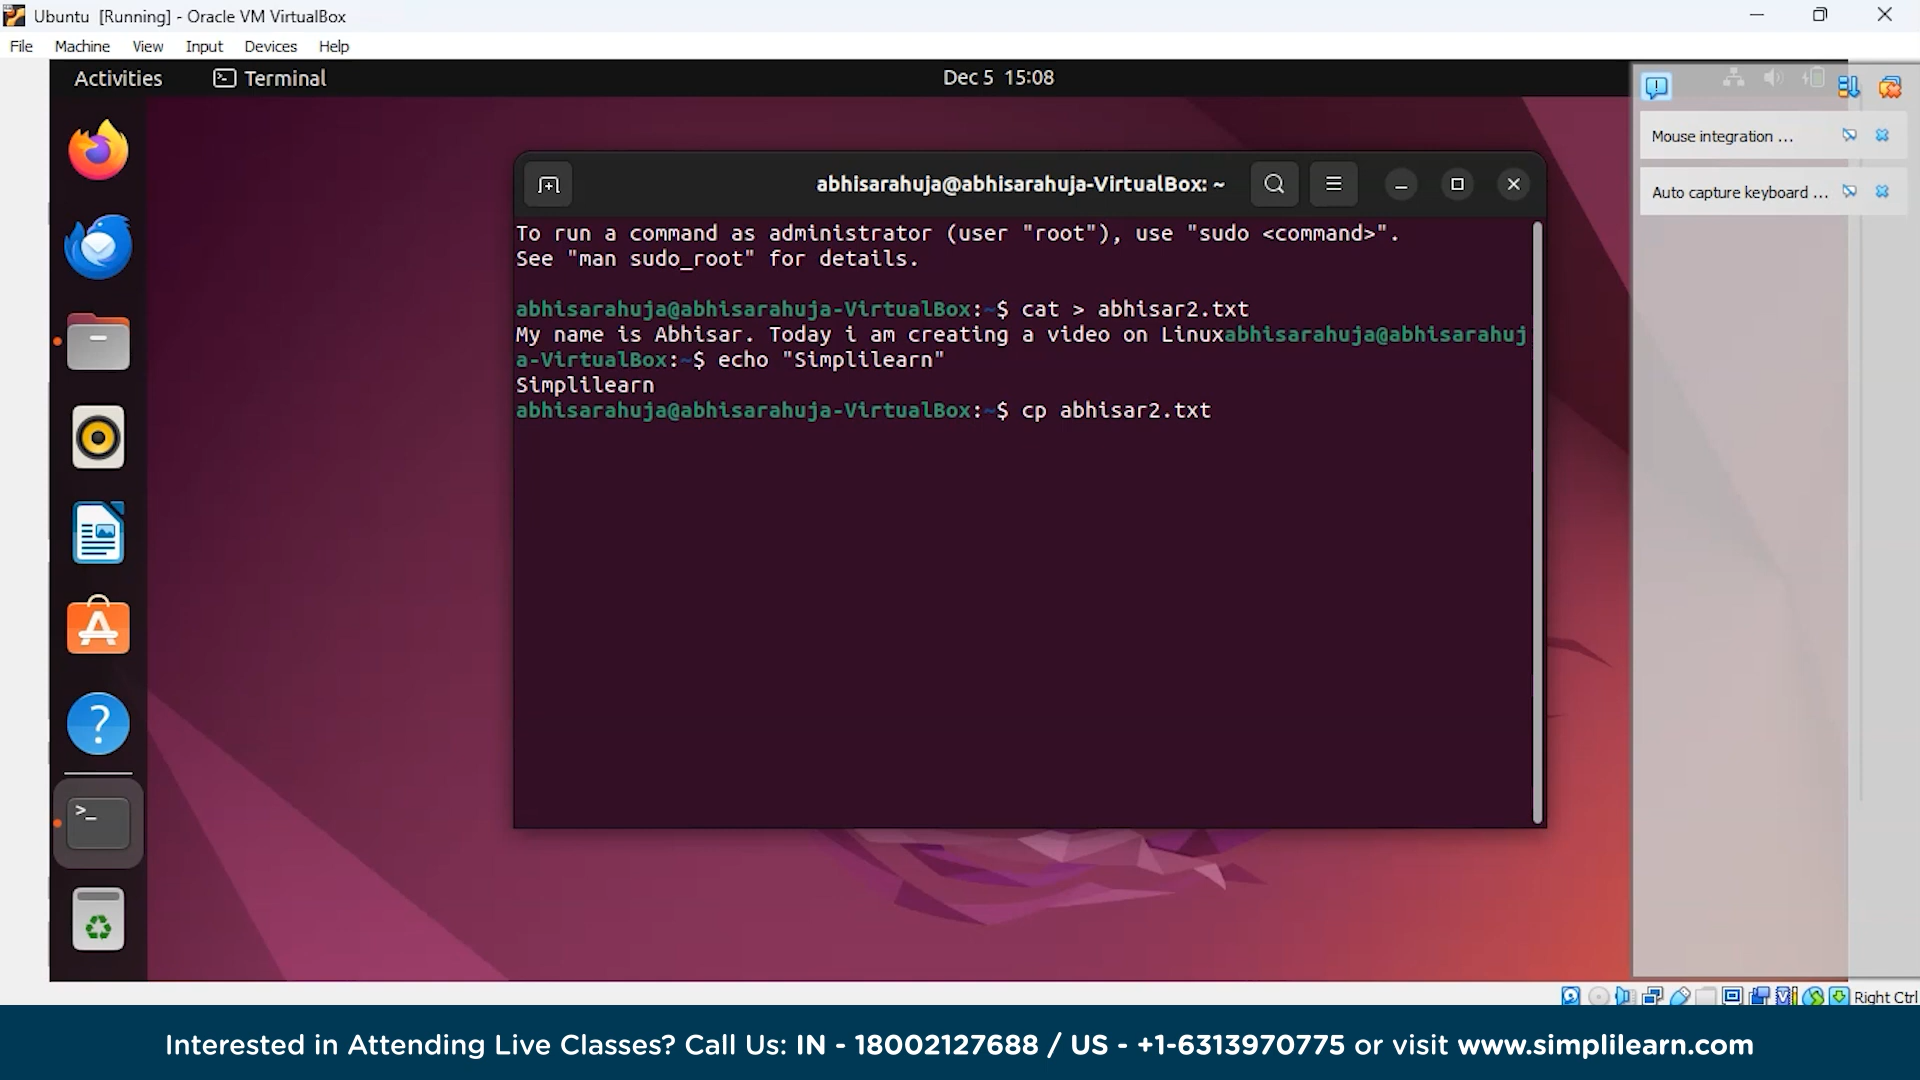 Ubuntu [Running] - Oracle VM VirtualBox
File Machine View Input Devices Help
Activities Terminal Dec 5 15:08
Mouse integration ...
Auto capture keyboard ...
abhisarahuja@abhisarahuja-VirtualBox: ~
To run a command as administrator (user "root"), use "sudo <command>".
See "man sudo_root" for details.
abhisarahuja@abhisarahuja-VirtualBox:~$ cat > abhisar2.txt
My name is Abhisar. Today i am creating a video on Linuxabhisarahuja@abhisarahuj
a-VirtualBox:~$ echo "Simplilearn"
Simplilearn
abhisarahuja@abhisarahuja-VirtualBox:~$ cp abhisar2.txt
Right Ctrl
Interested in Attending Live Classes? Call Us: IN - 18002127688 / US - +1-6313970775 or visit www.simplilearn.com